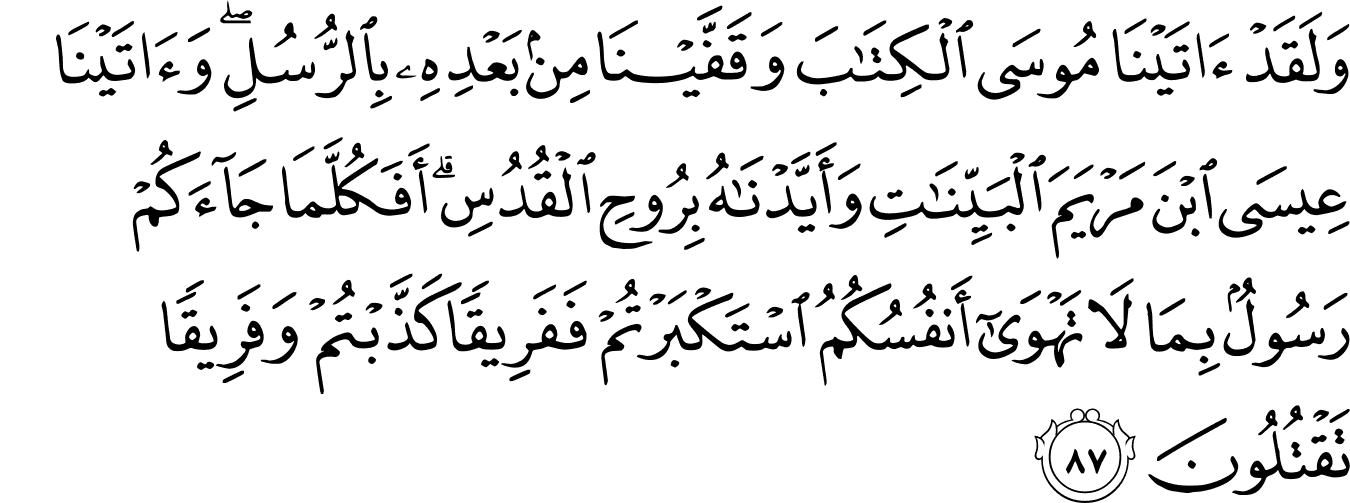 وَلَقَدْ ءَاتَيْنَا مُوسَى ٱلْكِتَٰبَ وَقَفَّيْنَا مِنۢ بَعْدِهِۦ بِٱلرُّسُلِ ۖ وَءَاتَيْنَا
عِيسَى ٱبْنَ مَرْيَمَ ٱلْبَيِّنَٰتِ وَأَيَّدْنَٰهُ بِرُوحِ ٱلْقُدُسِ ۗ أَفَكُلَّمَا جَآءَكُمْ
رَسُولٌۢ بِمَا لَا تَهْوَىٰٓ أَنفُسُكُمُ ٱسْتَكْبَرْتُمْ فَفَرِيقًا كَذَّبْتُمْ وَفَرِيقًا
تَقْتُلُونَ ٨٧